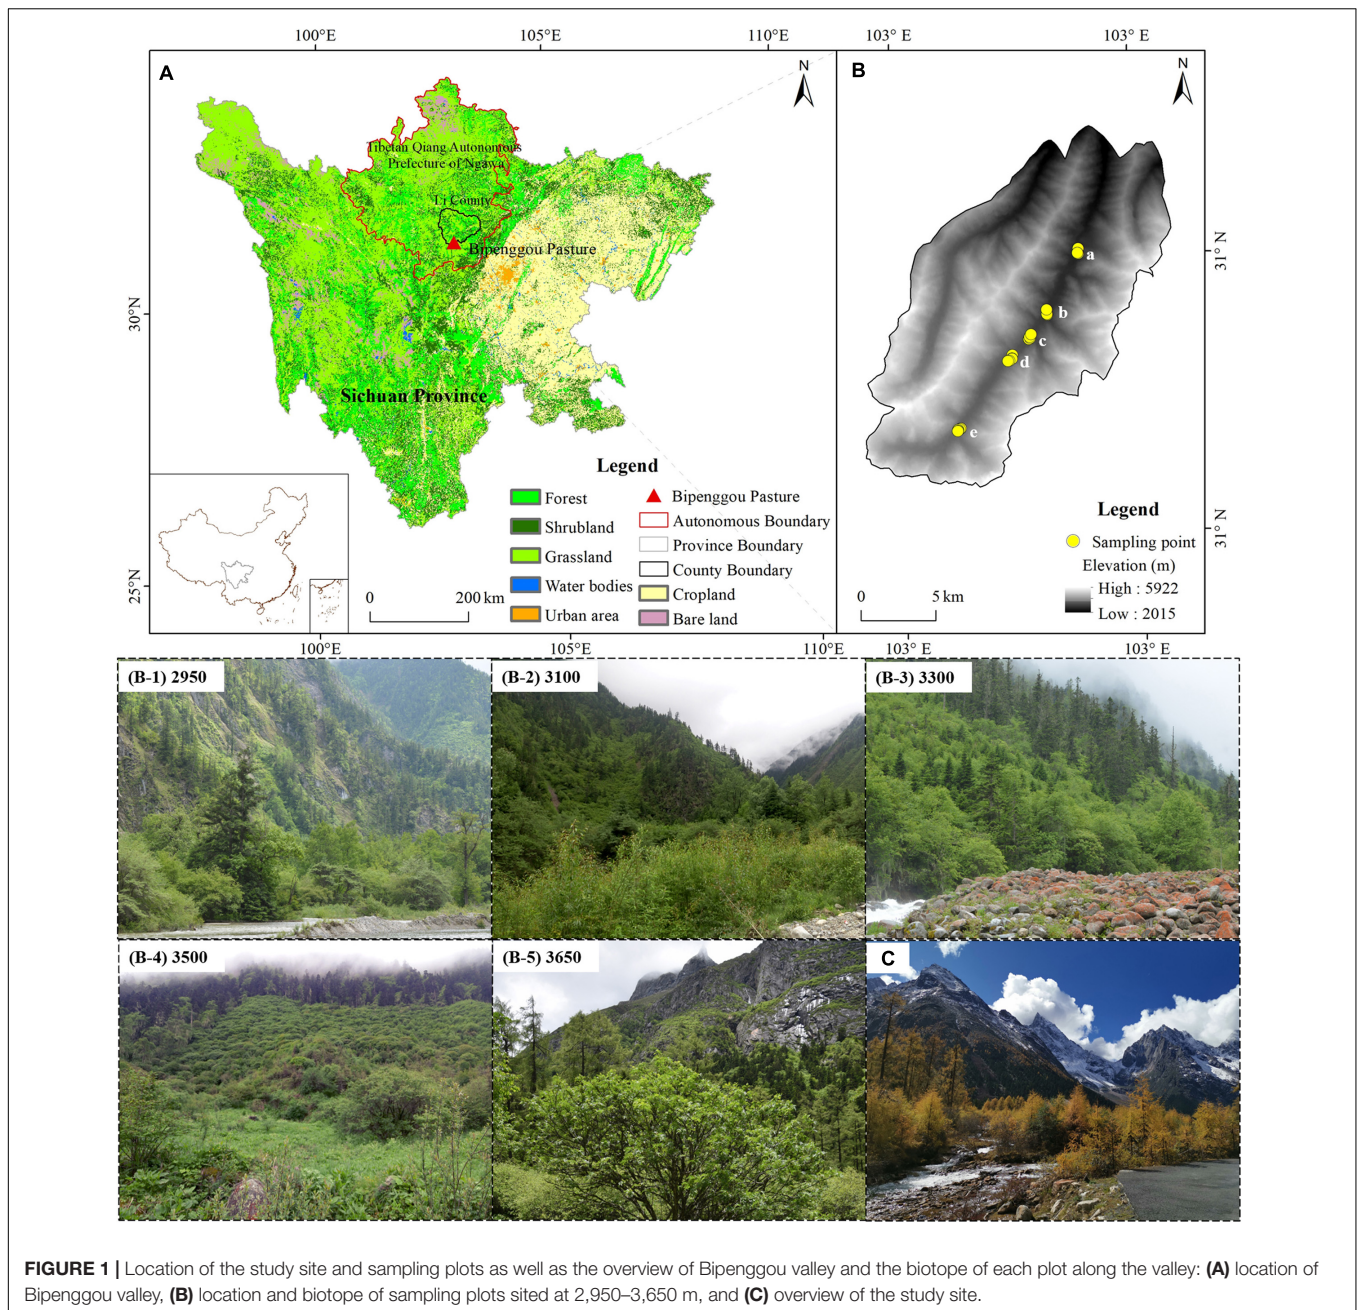 100°E 105°E 110°E 103° E 103° E
A
N
B
N
Tibetan Qiang Autonomous
Prefecture of Ngawa
Li County
Bipenggou Pasture
Sichuan Province
30°N
25°N
a
b
c
d
e
31° N
31° N
Legend
Forest
Shrubland
Grassland
Water bodies
Urban area
Bipenggou Pasture
Autonomous Boundary
Province Boundary
County Boundary
Cropland
Bare land
0 200 km
Legend
Sampling point
Elevation (m)
High : 5922
Low : 2015
0 5 km
100°E 105°E 110°E 103° E 103° E
(B-1) 2950
(B-2) 3100
(B-3) 3300
(B-4) 3500
(B-5) 3650
C
FIGURE 1 | Location of the study site and sampling plots as well as the overview of Bipenggou valley and the biotope of each plot along the valley: (A) location of
Bipenggou valley, (B) location and biotope of sampling plots sited at 2,950–3,650 m, and (C) overview of the study site.